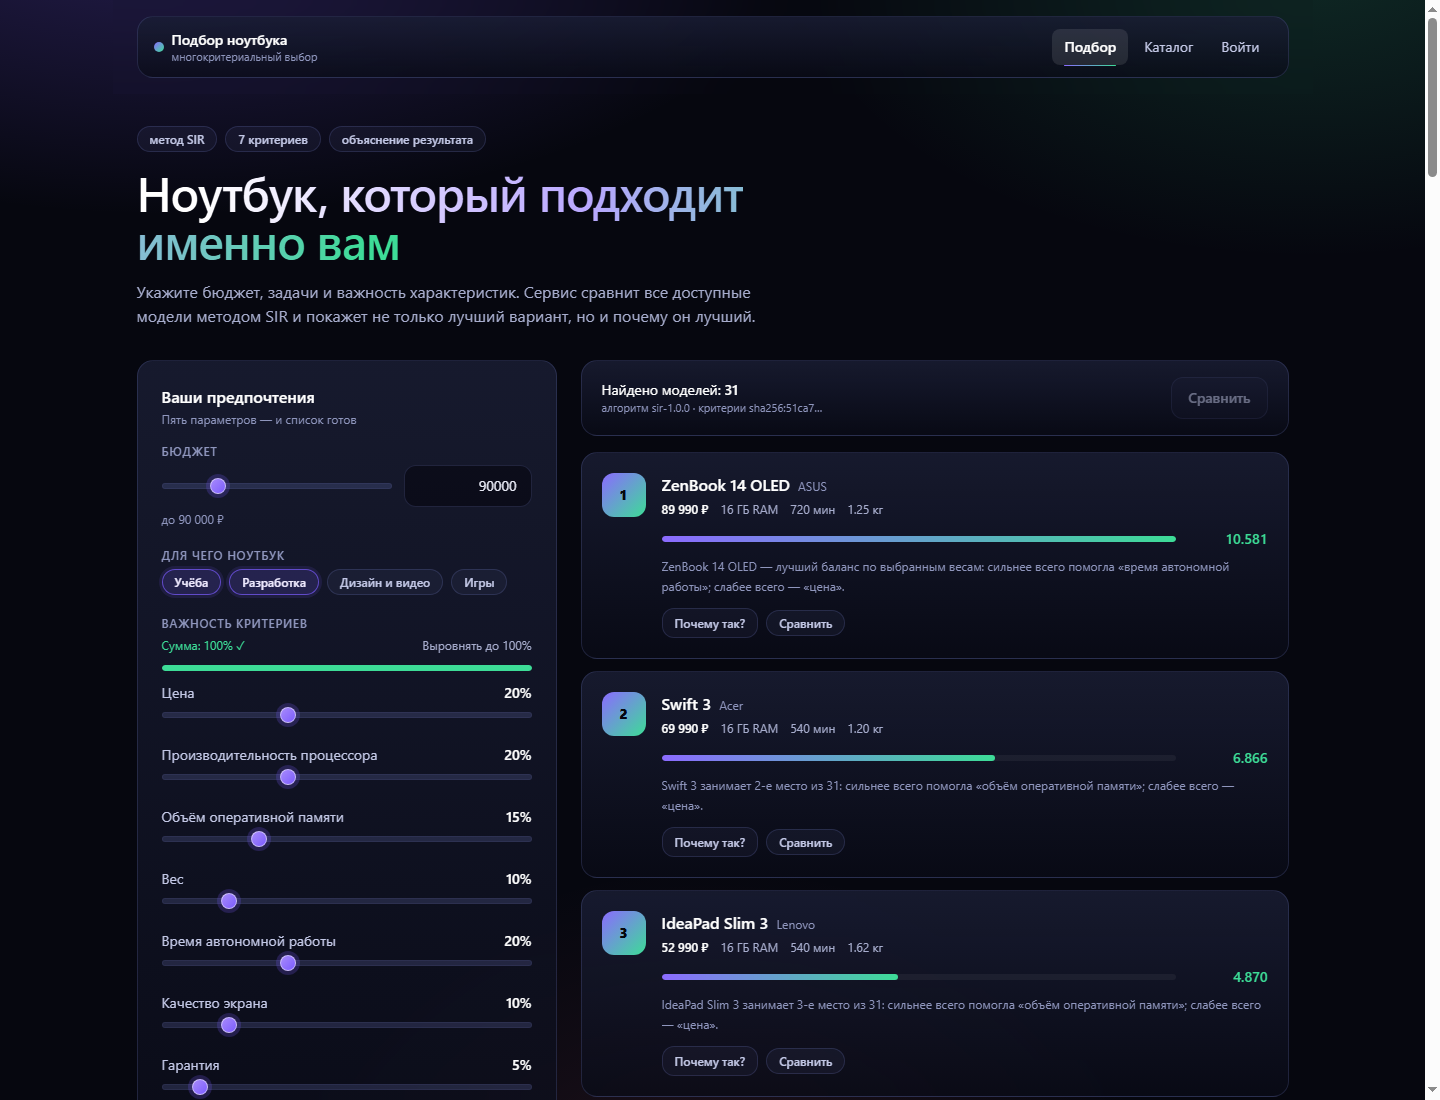 Подбор ноутбука
многокритериальный выбор
Подбор
Каталог
Войти
метод SIR
7 критериев
объяснение результата
Ноутбук, который подходит
именно вам
Укажите бюджет, задачи и важность характеристик. Сервис сравнит все доступные
модели методом SIR и покажет не только лучший вариант, но и почему он лучший.
Ваши предпочтения
Пять параметров — и список готов
БЮДЖЕТ
90000
до 90 000 ₽
ДЛЯ ЧЕГО НОУТБУК
Учёба
Разработка
Дизайн и видео
Игры
ВАЖНОСТЬ КРИТЕРИЕВ
Сумма: 100% ✓
Выровнять до 100%
Цена
20%
Производительность процессора
20%
Объём оперативной памяти
15%
Вес
10%
Время автономной работы
20%
Качество экрана
10%
Гарантия
5%
Найдено моделей: 31
алгоритм sir-1.0.0 · критерии sha256:51ca7...
Сравнить
1
ZenBook 14 OLED ASUS
89 990 ₽ 16 ГБ RAM 720 мин 1.25 кг
10.581
ZenBook 14 OLED — лучший баланс по выбранным весам: сильнее всего помогла «время автономной
работы»; слабее всего — «цена».
Почему так?
Сравнить
2
Swift 3 Acer
69 990 ₽ 16 ГБ RAM 540 мин 1.20 кг
6.866
Swift 3 занимает 2-е место из 31: сильнее всего помогла «объём оперативной памяти»; слабее всего —
«цена».
Почему так?
Сравнить
3
IdeaPad Slim 3 Lenovo
52 990 ₽ 16 ГБ RAM 540 мин 1.62 кг
4.870
IdeaPad Slim 3 занимает 3-е место из 31: сильнее всего помогла «объём оперативной памяти»; слабее всего
— «цена».
Почему так?
Сравнить